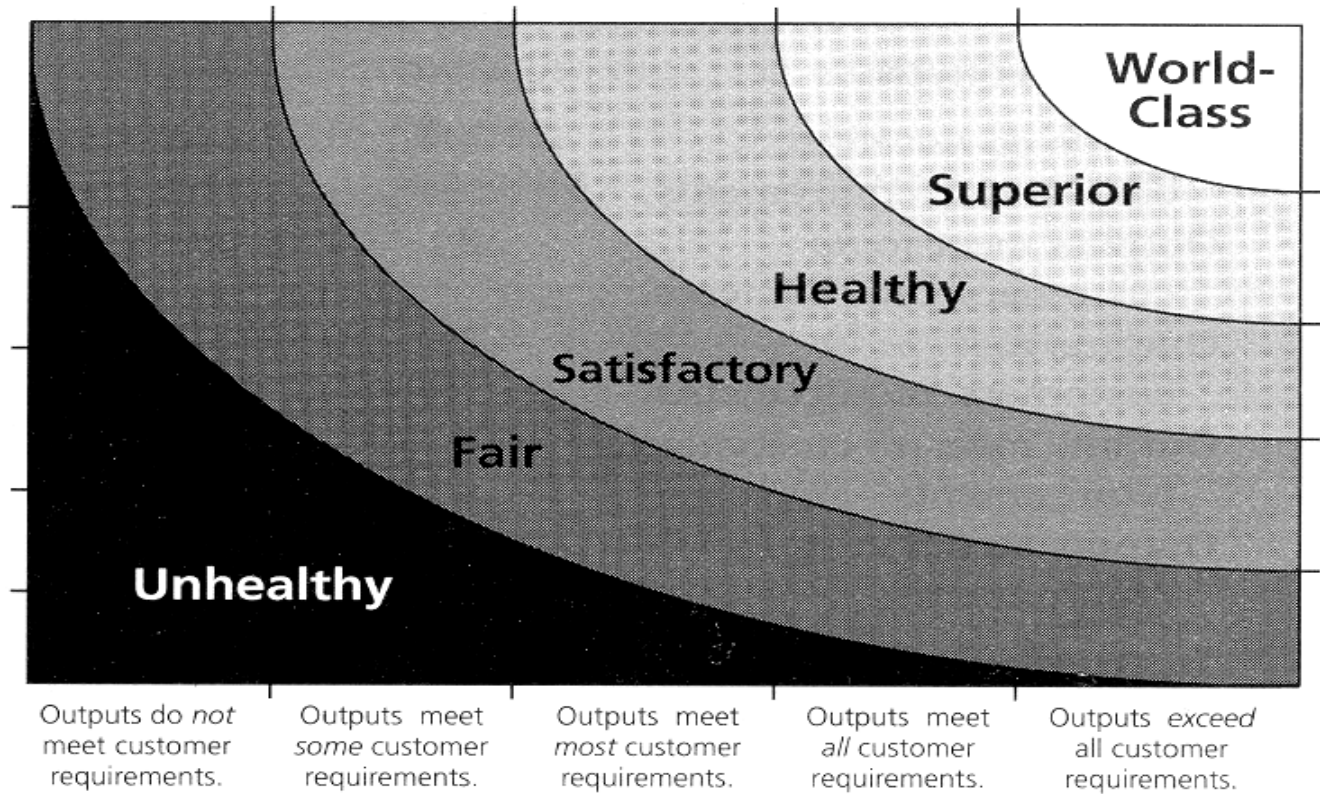 World-
Class
Superior
Healthy
Satisfactory
Fair
Unhealthy
Outputs do not
meet customer
requirements.
Outputs meet
some customer
requirements.
Outputs meet
most customer
requirements.
Outputs meet
all customer
requirements.
Outputs exceed
all customer
requirements.